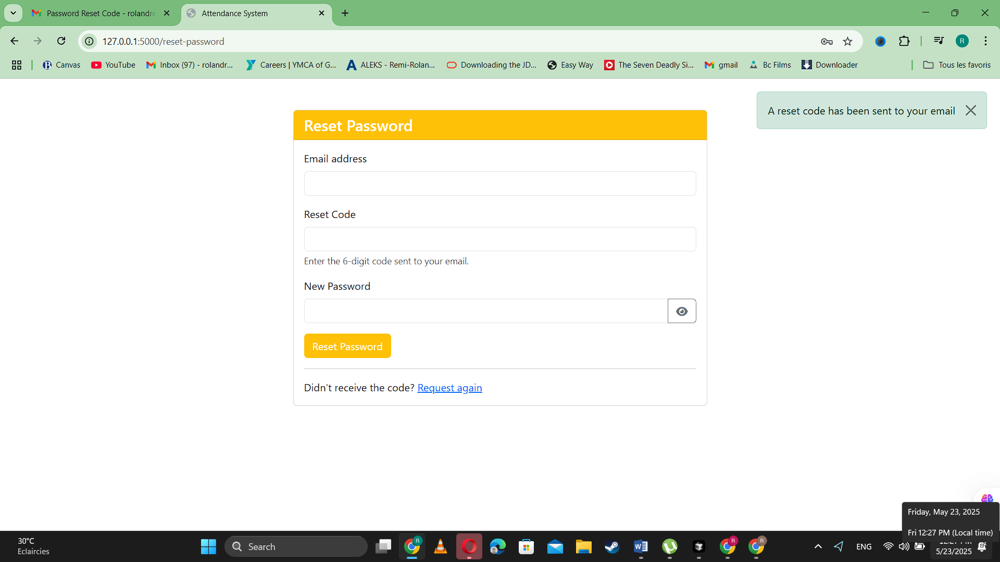 Password Reset Code - rolandre
Attendance System
127.0.0.1:5000/reset-password
R
Canvas
YouTube
Inbox (97) - rolandr...
Careers | YMCA of G...
ALEKS - Remi-Rolan...
Downloading the JD...
Easy Way
The Seven Deadly Si...
gmail
Bc Films
Downloader
Tous les favoris
A reset code has been sent to your email
Reset Password
Email address
Reset Code
Enter the 6-digit code sent to your email.
New Password
Reset Password
Didn't receive the code? Request again
Friday, May 23, 2025
Fri 12:27 PM (Local time)
30°C
Eclaircies
Search
R
R
R
ENG
12:27 PM
5/23/2025